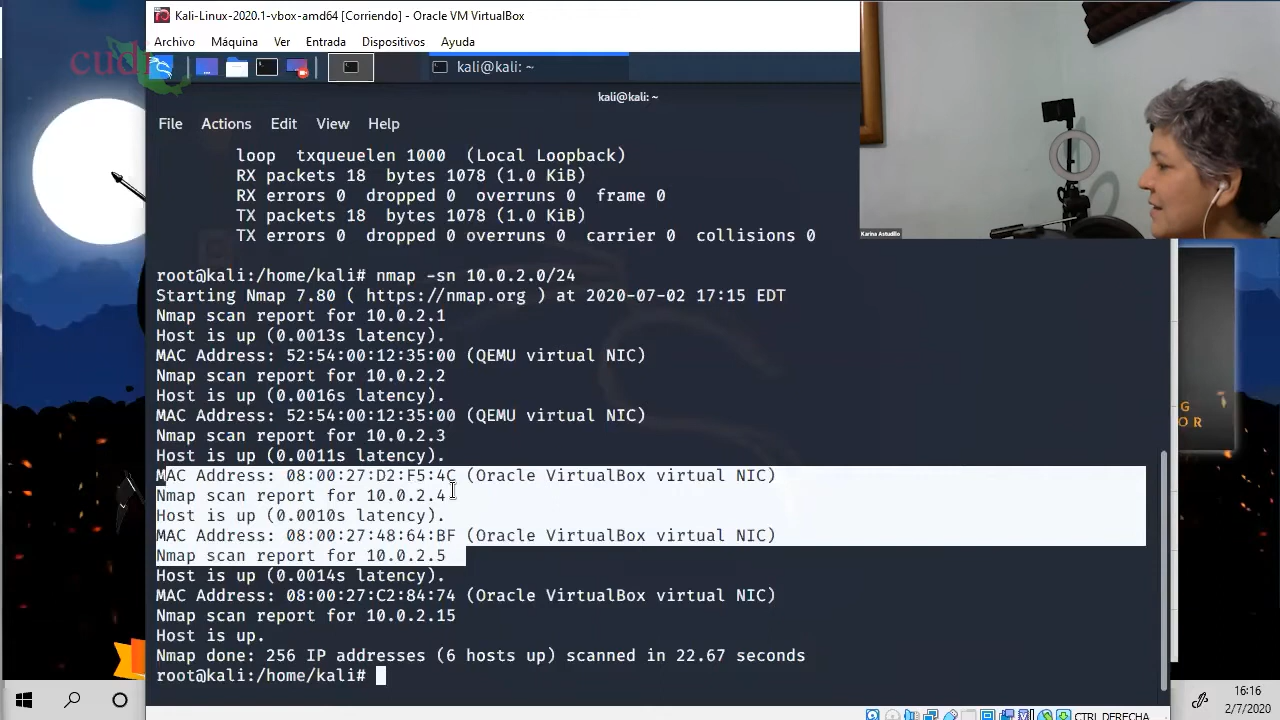 Kali-Linux-2020.1-vbox-amd64 [Corriendo] - Oracle VM VirtualBox
Archivo Máquina Ver Entrada Dispositivos Ayuda
cudi
kali@kali: ~
kali@kali: ~
File Actions Edit View Help
loop txqueuelen 1000 (Local Loopback)
RX packets 18 bytes 1078 (1.0 KiB)
RX errors 0 dropped 0 overruns 0 frame 0
TX packets 18 bytes 1078 (1.0 KiB)
TX errors 0 dropped 0 overruns 0 carrier 0 collisions 0
Karina Astudillo
root@kali:/home/kali# nmap -sn 10.0.2.0/24
Starting Nmap 7.80 ( https://nmap.org ) at 2020-07-02 17:15 EDT
Nmap scan report for 10.0.2.1
Host is up (0.0013s latency).
MAC Address: 52:54:00:12:35:00 (QEMU virtual NIC)
Nmap scan report for 10.0.2.2
Host is up (0.0016s latency).
MAC Address: 52:54:00:12:35:00 (QEMU virtual NIC)
Nmap scan report for 10.0.2.3
Host is up (0.0011s latency).
MAC Address: 08:00:27:D2:F5:4C (Oracle VirtualBox virtual NIC)
Nmap scan report for 10.0.2.4
Host is up (0.0010s latency).
MAC Address: 08:00:27:48:64:BF (Oracle VirtualBox virtual NIC)
Nmap scan report for 10.0.2.5
Host is up (0.0014s latency).
MAC Address: 08:00:27:C2:84:74 (Oracle VirtualBox virtual NIC)
Nmap scan report for 10.0.2.15
Host is up.
Nmap done: 256 IP addresses (6 hosts up) scanned in 22.67 seconds
root@kali:/home/kali#
G
OR
CTRL DERECHA
16:16
2/7/2020